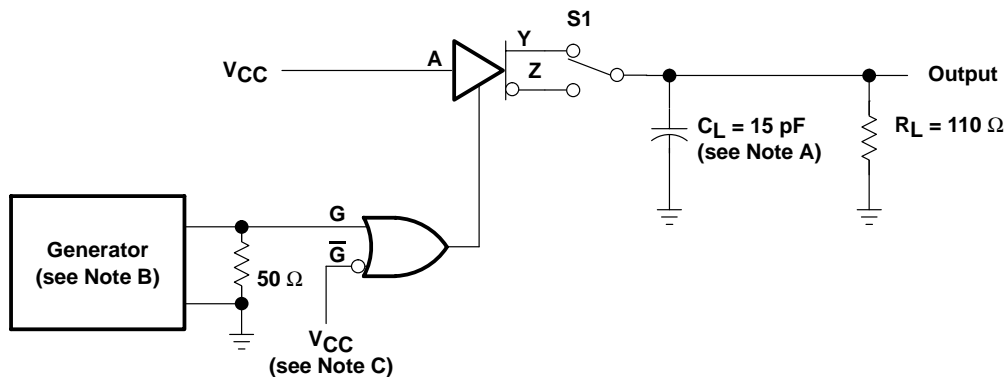 S1
Y
A
Z
VCC
Output
CL = 15 pF
(see Note A)
RL = 110 Ω
G
G̅
Generator
(see Note B)
50 Ω
VCC
(see Note C)